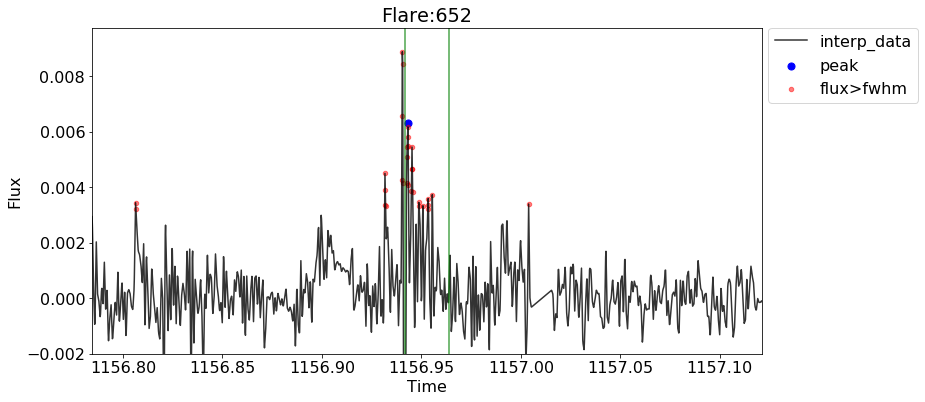 Flare:652
interp_data
peak
flux>fwhm
0.008
0.006
0.004
0.002
0.000
−0.002
Flux
1156.80 1156.85 1156.90 1156.95 1157.00 1157.05 1157.10
Time